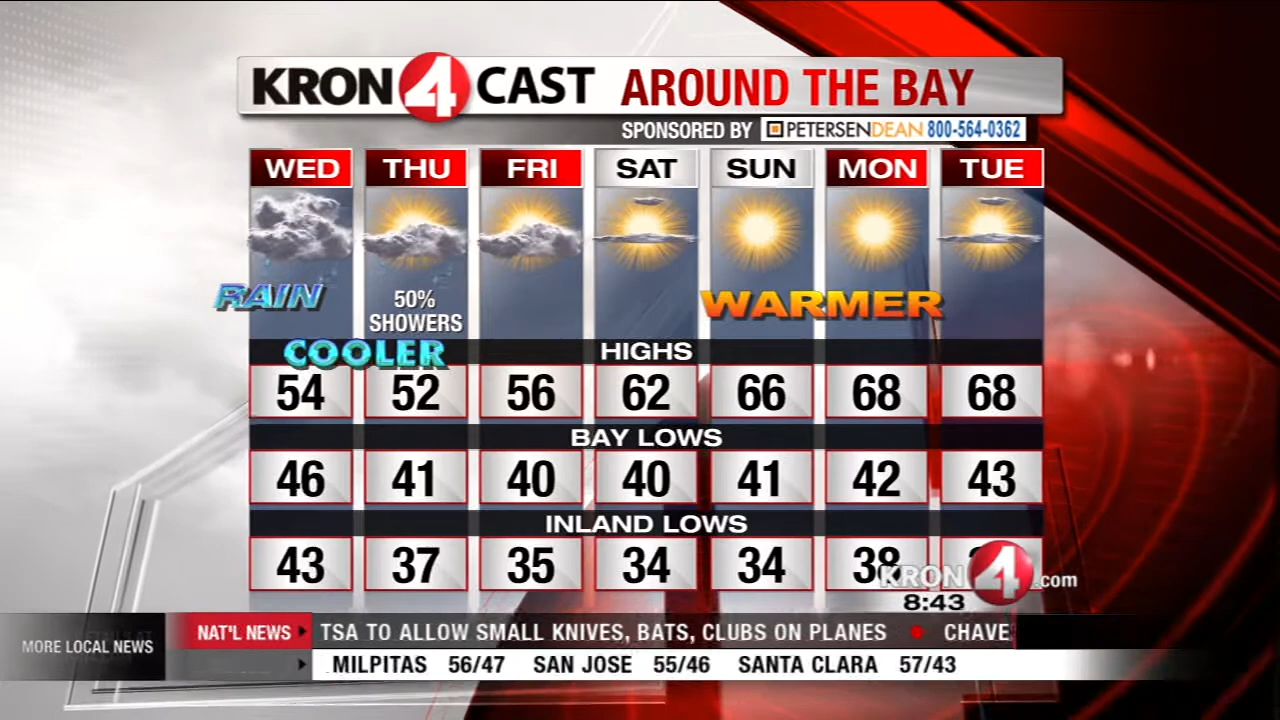 KRON 4 CAST AROUND THE BAY
SPONSORED BY PETERSENDEAN 800-564-0362
WED THU FRI SAT SUN MON TUE
RAIN
50%
SHOWERS
WARMER
COOLER
HIGHS
54 52 56 62 66 68 68
BAY LOWS
46 41 40 40 41 42 43
INLAND LOWS
43 37 35 34 34 38
KRON 4 .com
8:43
NAT'L NEWS TSA TO ALLOW SMALL KNIVES, BATS, CLUBS ON PLANES CHAVE
MORE LOCAL NEWS
MILPITAS 56/47 SAN JOSE 55/46 SANTA CLARA 57/43